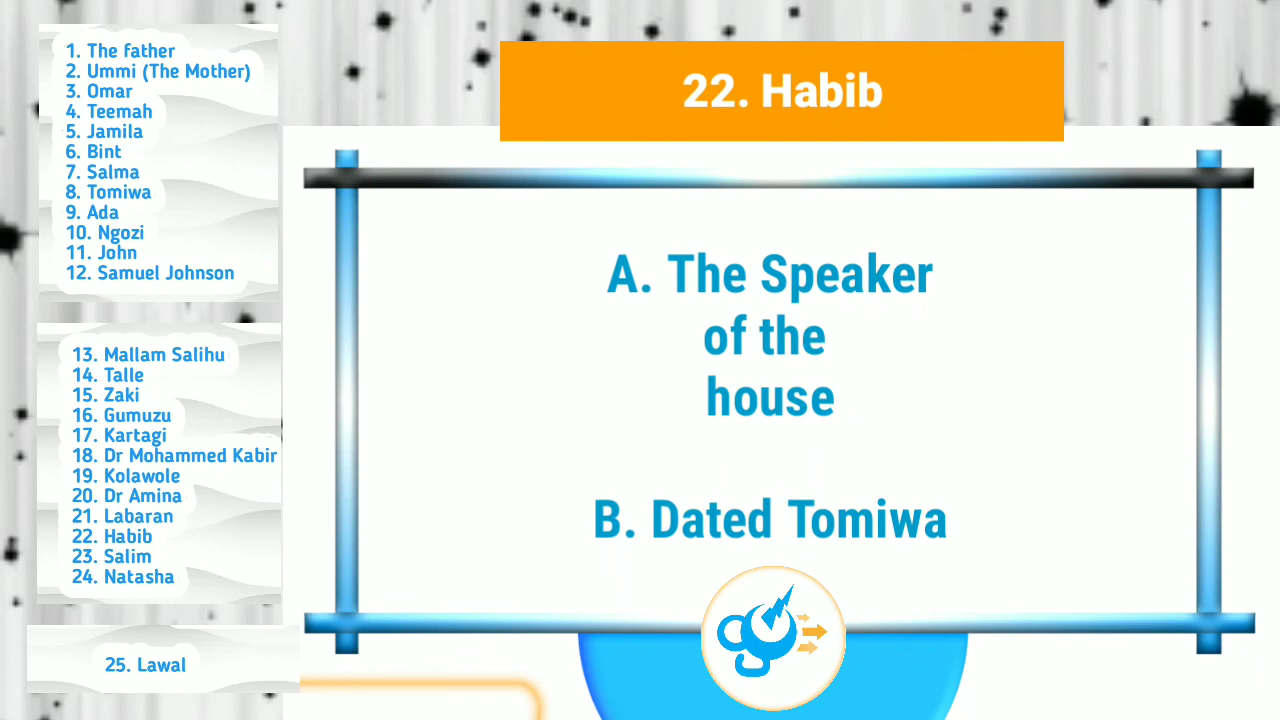 1. The father
2. Ummi (The Mother)
3. Omar
4. Teemah
5. Jamila
6. Bint
7. Salma
8. Tomiwa
9. Ada
10. Ngozi
11. John
12. Samuel Johnson
13. Mallam Salihu
14. Talle
15. Zaki
16. Gumuzu
17. Kartagi
18. Dr Mohammed Kabir
19. Kolawole
20. Dr Amina
21. Labaran
22. Habib
23. Salim
24. Natasha
25. Lawal
22. Habib
A. The Speaker
of the
house
B. Dated Tomiwa